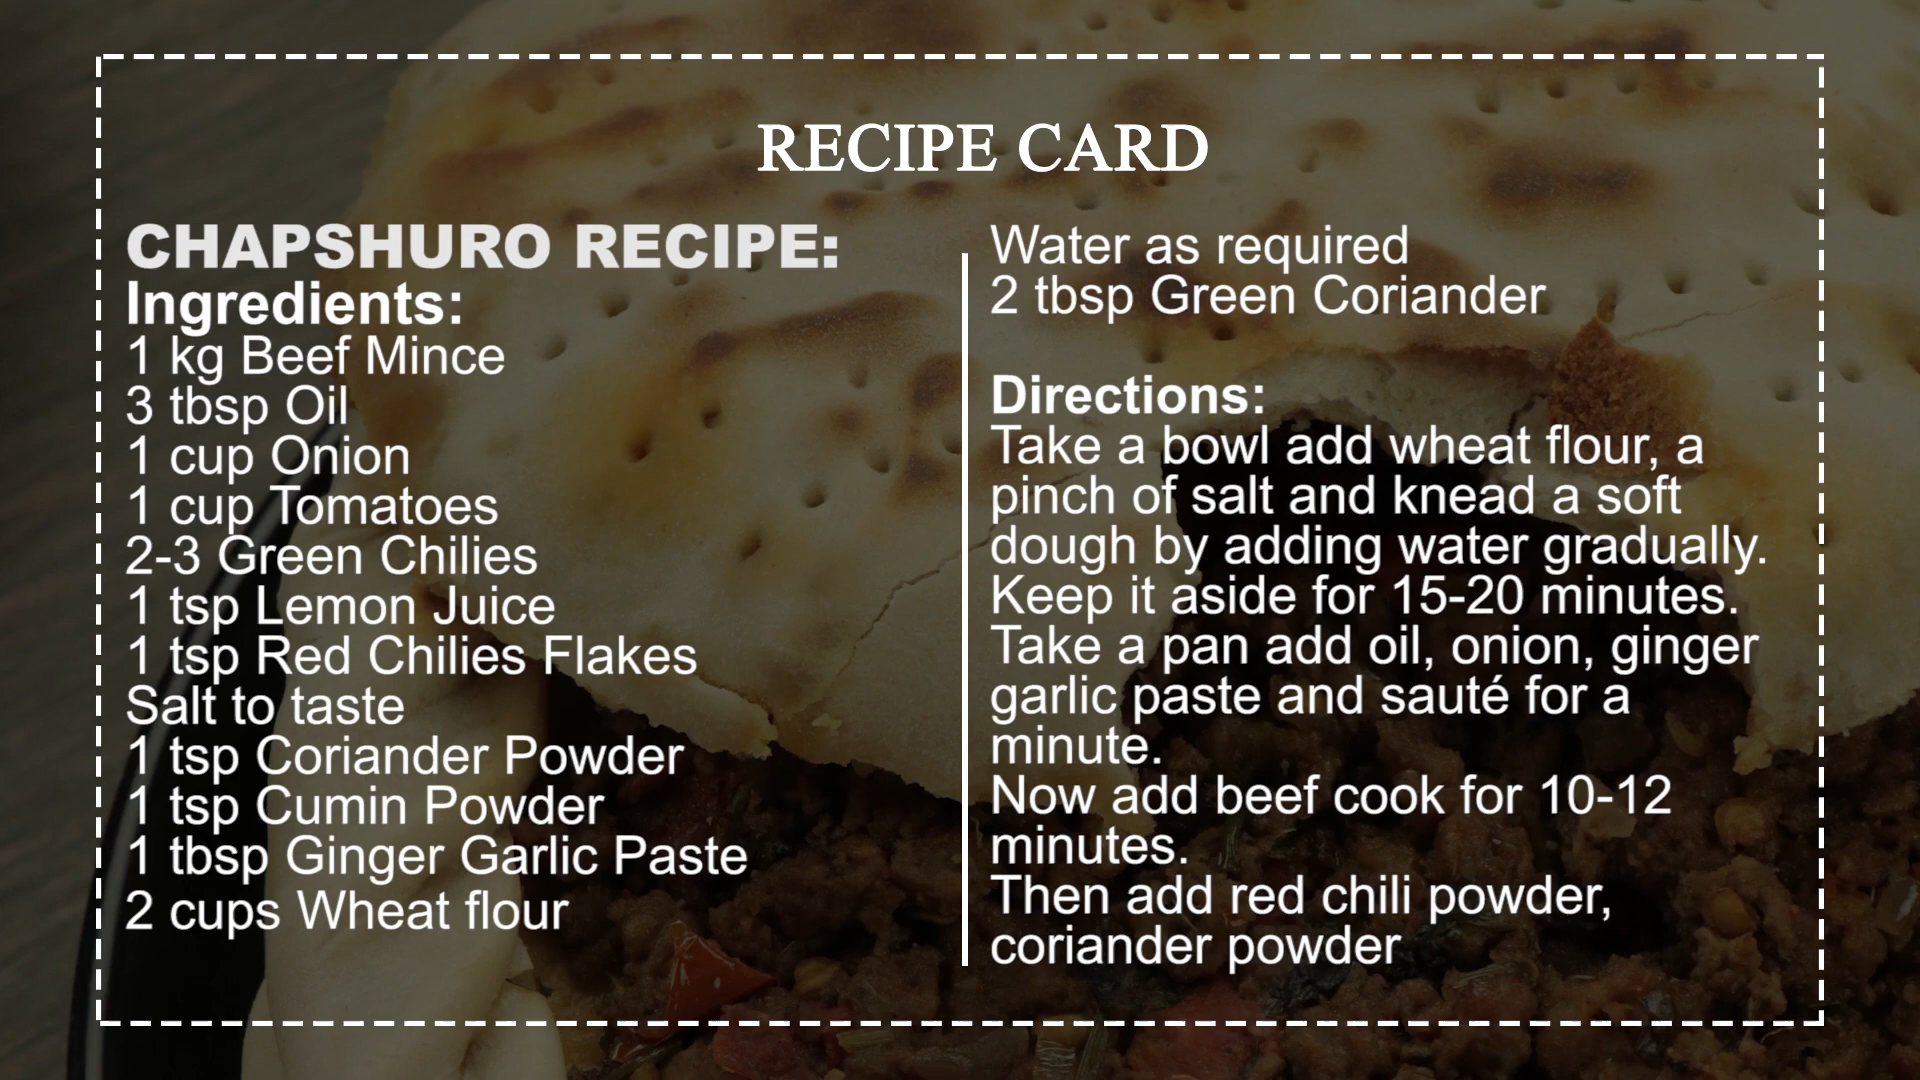 RECIPE CARD
CHAPSHURO RECIPE:
Ingredients:
1 kg Beef Mince
3 tbsp Oil
1 cup Onion
1 cup Tomatoes
2-3 Green Chilies
1 tsp Lemon Juice
1 tsp Red Chilies Flakes
Salt to taste
1 tsp Coriander Powder
1 tsp Cumin Powder
1 tbsp Ginger Garlic Paste
2 cups Wheat flour
Water as required
2 tbsp Green Coriander
Directions:
Take a bowl add wheat flour, a
pinch of salt and knead a soft
dough by adding water gradually.
Keep it aside for 15-20 minutes.
Take a pan add oil, onion, ginger
garlic paste and sauté for a
minute.
Now add beef cook for 10-12
minutes.
Then add red chili powder,
coriander powder